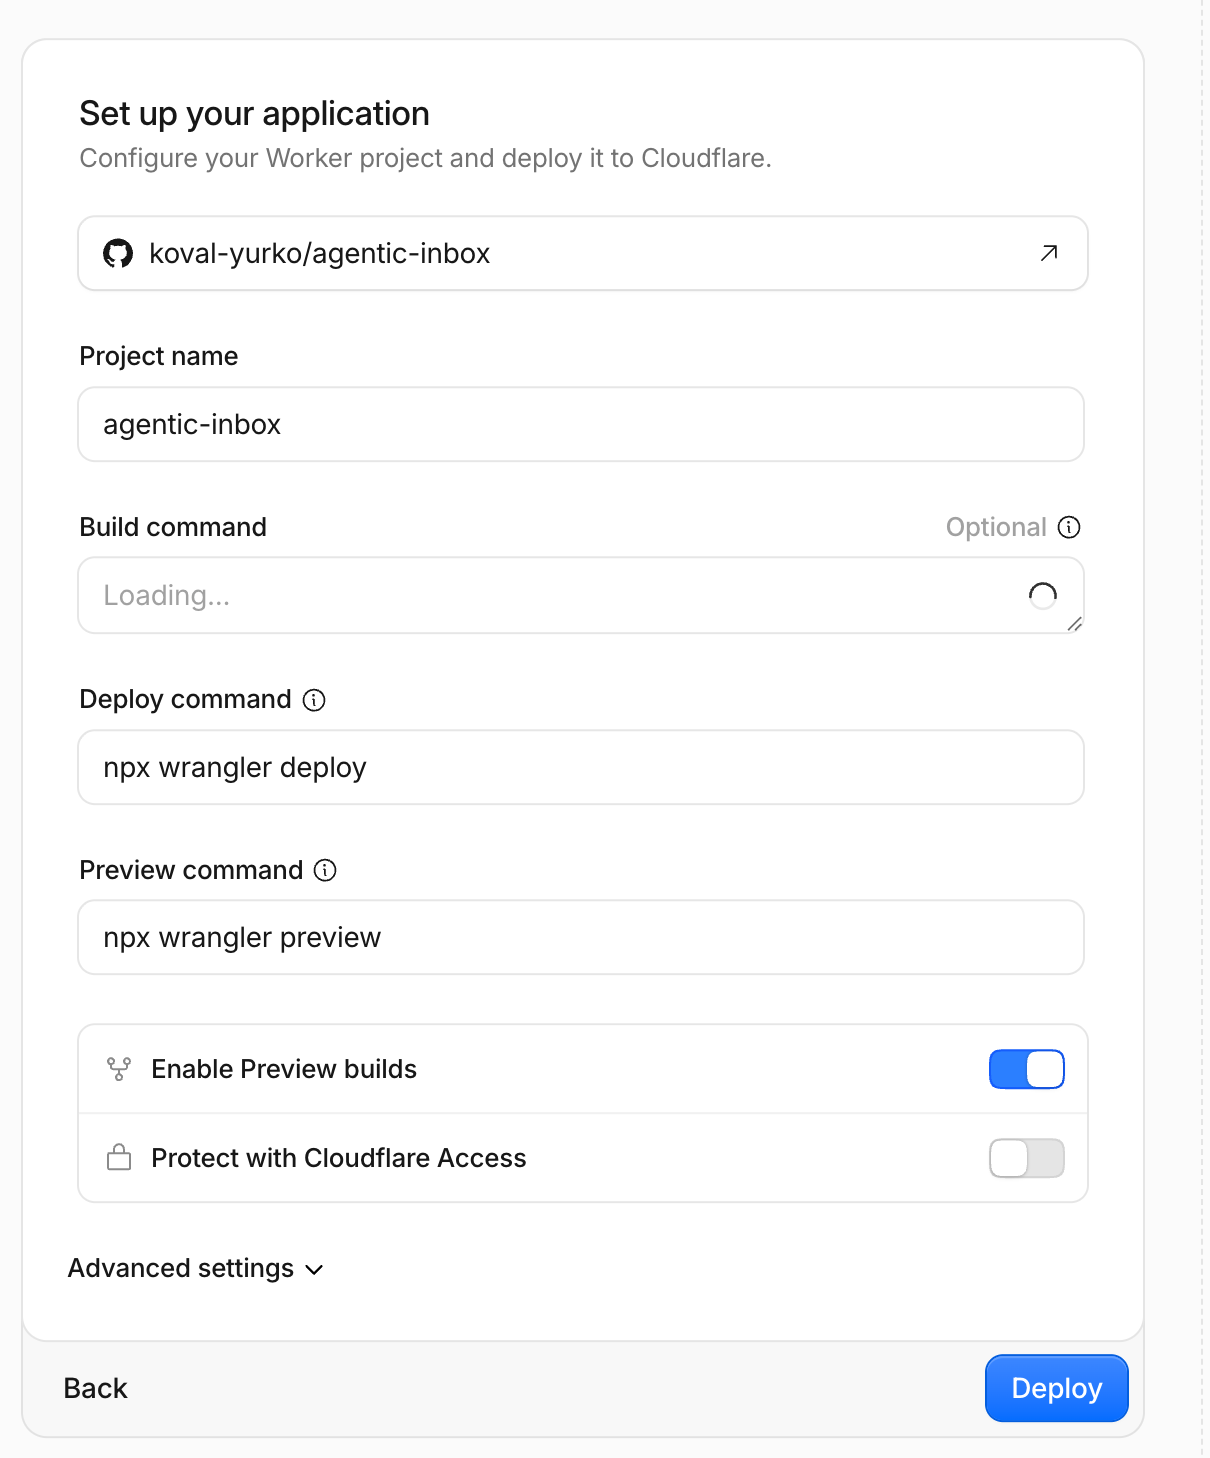 Set up your application
Configure your Worker project and deploy it to Cloudflare.
koval-yurko/agentic-inbox
Project name
agentic-inbox
Build command Optional
Loading...
Deploy command
npx wrangler deploy
Preview command
npx wrangler preview
Enable Preview builds
Protect with Cloudflare Access
Advanced settings
Back Deploy